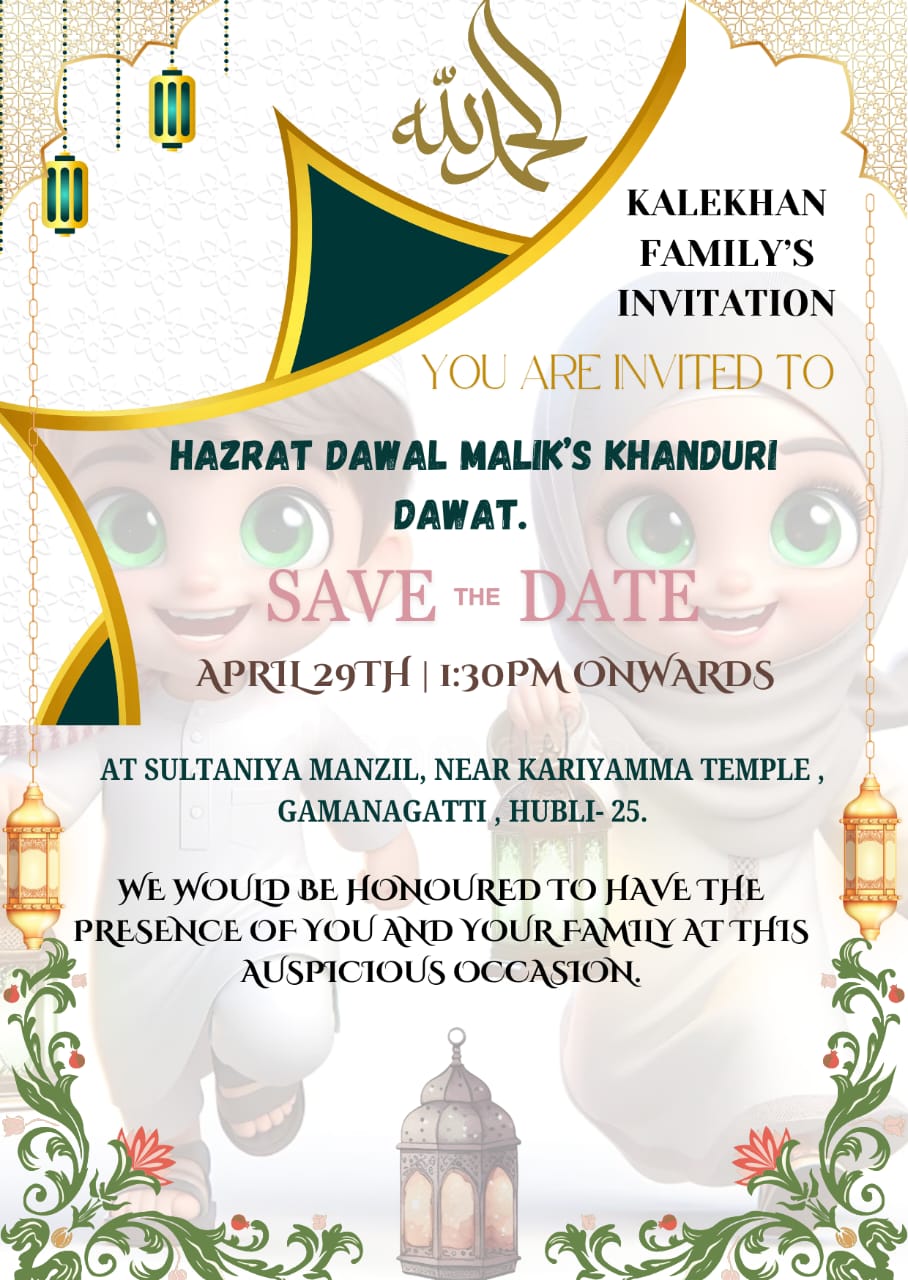 الحمد لله
KALEKHAN
FAMILY’S
INVITATION
YOU ARE INVITED TO
HAZRAT DAWAL MALIK’S KHANDURI
DAWAT.
SAVE THE DATE
APRIL 29TH | 1:30PM ONWARDS
AT SULTANIYA MANZIL, NEAR KARIYAMMA TEMPLE ,
GAMANAGATTI , HUBLI- 25.
WE WOULD BE HONOURED TO HAVE THE
PRESENCE OF YOU AND YOUR FAMILY AT THIS
AUSPICIOUS OCCASION.